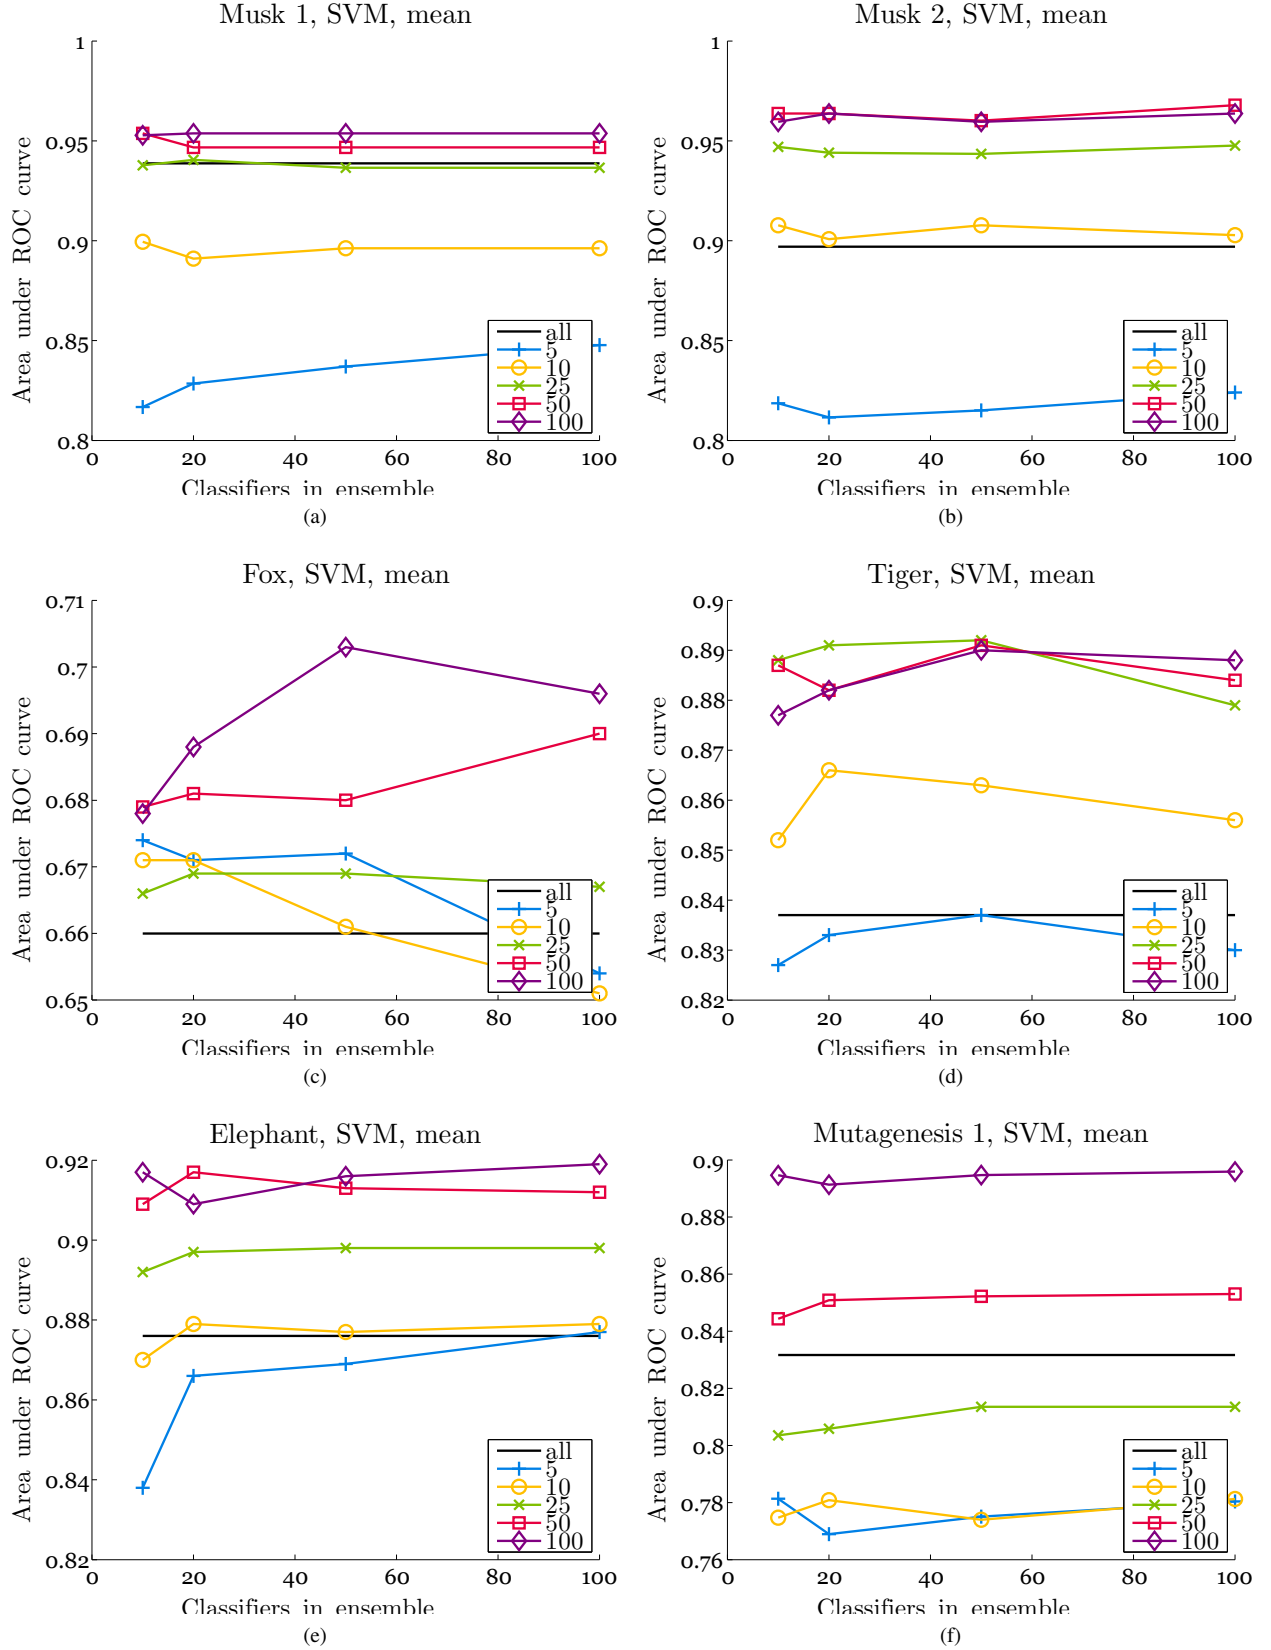 Musk 1, SVM, mean
1
0.95
0.9
0.85
0.8
Area under ROC curve
0 20 40 60 80 100
Classifiers in ensemble
all
5
10
25
50
100
(a)
Musk 2, SVM, mean
1
0.95
0.9
0.85
0.8
Area under ROC curve
0 20 40 60 80 100
Classifiers in ensemble
all
5
10
25
50
100
(b)
Fox, SVM, mean
0.71
0.7
0.69
0.68
0.67
0.66
0.65
Area under ROC curve
0 20 40 60 80 100
Classifiers in ensemble
all
5
10
25
50
100
(c)
Tiger, SVM, mean
0.9
0.89
0.88
0.87
0.86
0.85
0.84
0.83
0.82
Area under ROC curve
0 20 40 60 80 100
Classifiers in ensemble
all
5
10
25
50
100
(d)
Elephant, SVM, mean
0.92
0.9
0.88
0.86
0.84
0.82
Area under ROC curve
0 20 40 60 80 100
Classifiers in ensemble
all
5
10
25
50
100
(e)
Mutagenesis 1, SVM, mean
0.9
0.88
0.86
0.84
0.82
0.8
0.78
0.76
Area under ROC curve
0 20 40 60 80 100
Classifiers in ensemble
all
5
10
25
50
100
(f)